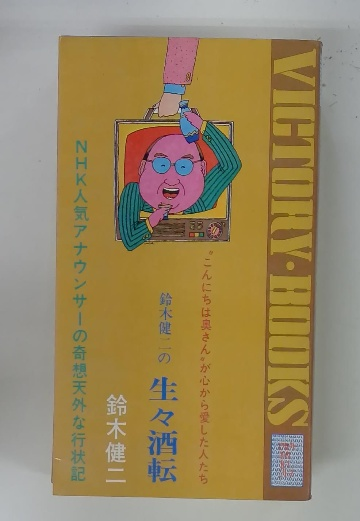 VICTORY・BOOKS
"こんにちは奥さん"が心から愛した人たち
鈴木健二の
生々酒転
鈴木健二
NHK人気アナウンサーの奇想天外な行状記